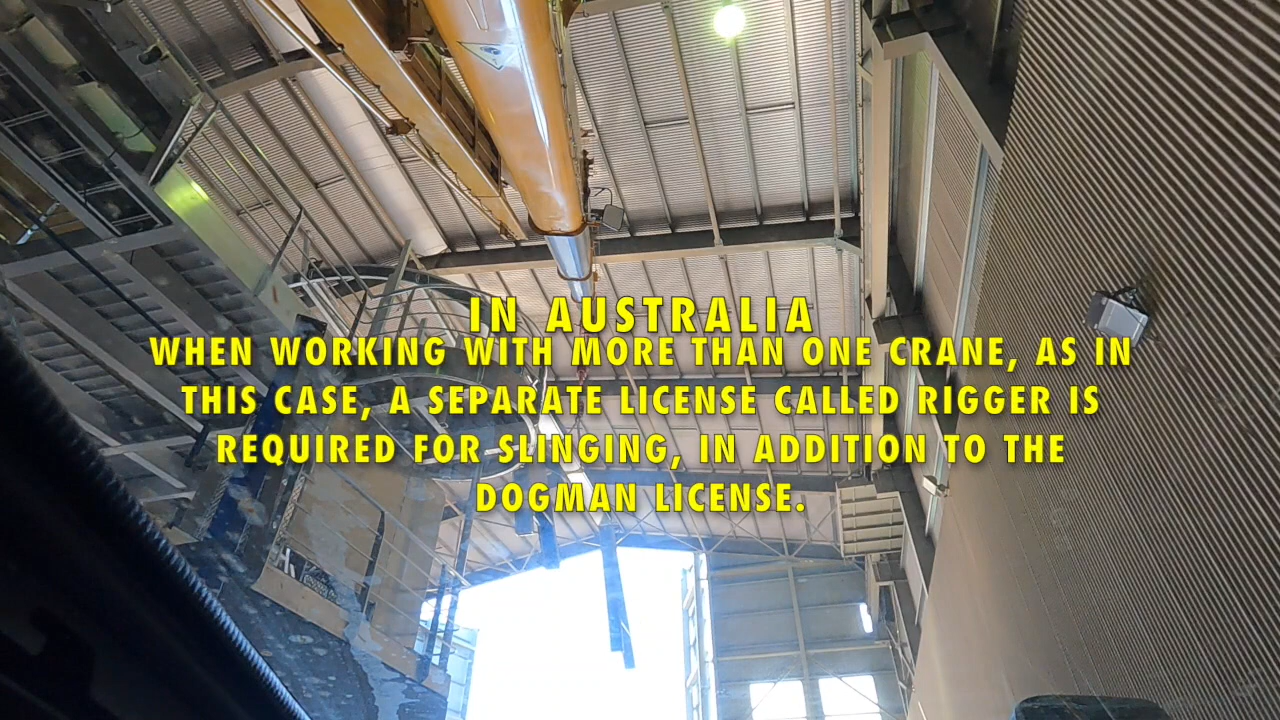 IN AUSTRALIA
WHEN WORKING WITH MORE THAN ONE CRANE, AS IN
THIS CASE, A SEPARATE LICENSE CALLED RIGGER IS
REQUIRED FOR SLINGING, IN ADDITION TO THE
DOGMAN LICENSE.